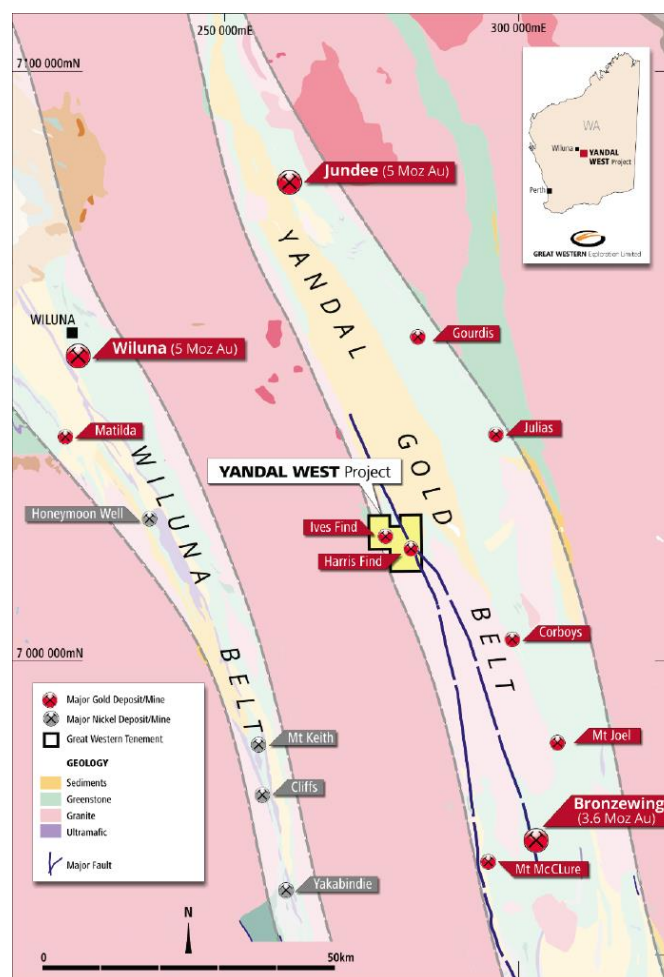 250 000mE
300 000mE
7100 000mN
WA
Wiluna
YANDAL
WEST Project
Perth
GREAT WESTERN Exploration Limited
Jundee (5 Moz Au)
YANDAL GOLD BELT
WILUNA
Wiluna (5 Moz Au)
Gourdis
Matilda
Julias
WILUNA BELT
YANDAL WEST Project
Honeymoon Well
Ives Find
Harris Find
Corboys
7 000 000mN
Major Gold Deposit/Mine
Major Nickel Deposit/Mine
Great Western Tenement
GEOLOGY
Sediments
Greenstone
Granite
Ultramafic
Major Fault
Mt Keith
Mt Joel
Cliffs
Bronzewing
(3.6 Moz Au)
Mt McCLure
Yakabindie
N
0
50km